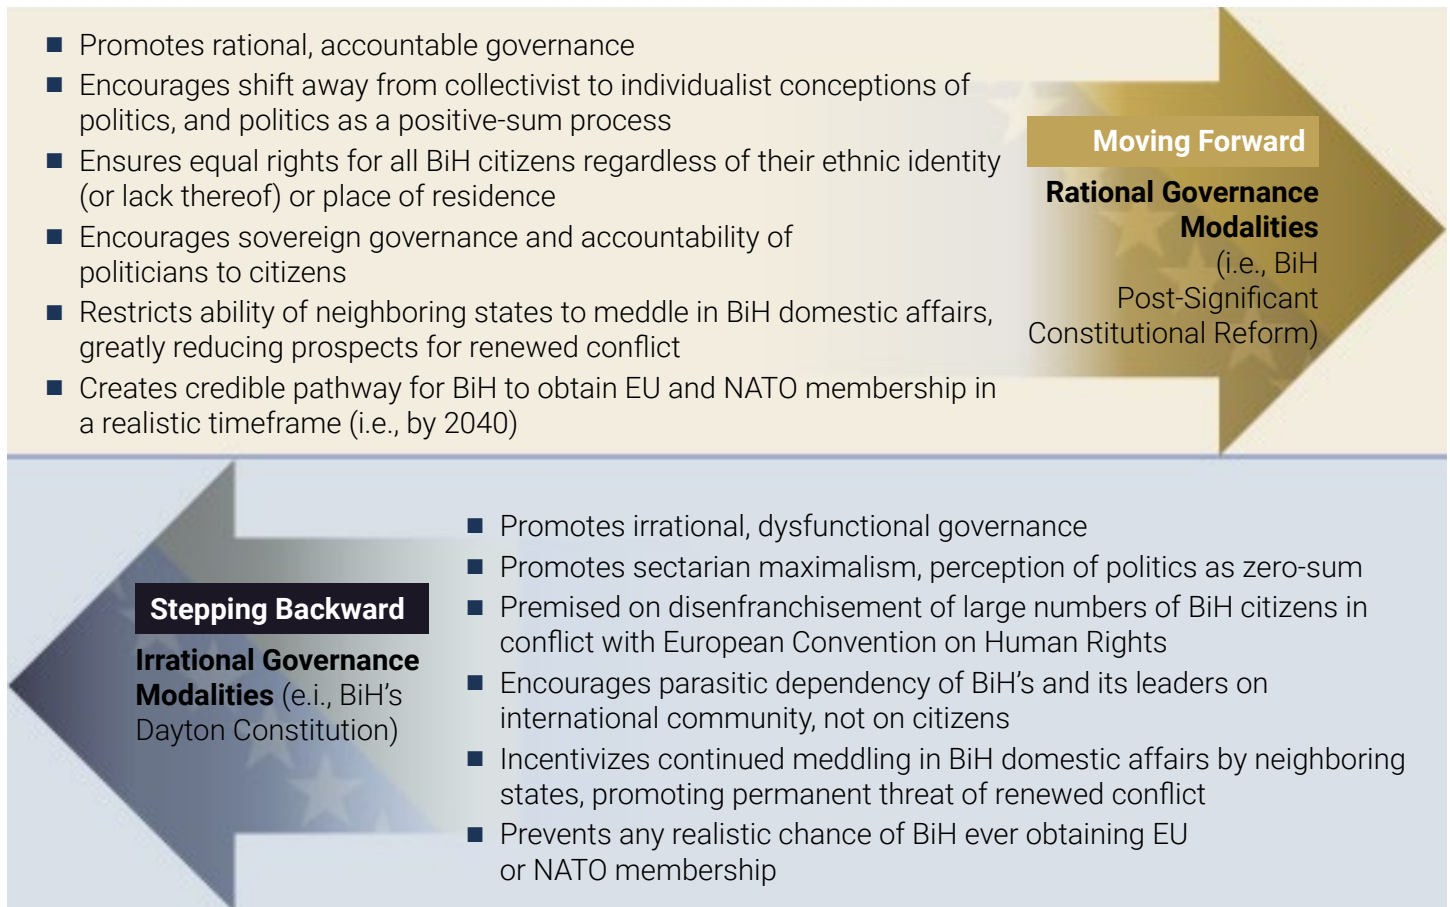 ■ Promotes rational, accountable governance
■ Encourages shift away from collectivist to individualist conceptions of
politics, and politics as a positive-sum process
■ Ensures equal rights for all BiH citizens regardless of their ethnic identity
(or lack thereof) or place of residence
■ Encourages sovereign governance and accountability of
politicians to citizens
■ Restricts ability of neighboring states to meddle in BiH domestic affairs,
greatly reducing prospects for renewed conflict
■ Creates credible pathway for BiH to obtain EU and NATO membership in
a realistic timeframe (i.e., by 2040)
Moving Forward
Rational Governance
Modalities
(i.e., BiH
Post-Significant
Constitutional Reform)
Stepping Backward
Irrational Governance
Modalities (e.i., BiH’s
Dayton Constitution)
■ Promotes irrational, dysfunctional governance
■ Promotes sectarian maximalism, perception of politics as zero-sum
■ Premised on disenfranchisement of large numbers of BiH citizens in
conflict with European Convention on Human Rights
■ Encourages parasitic dependency of BiH’s and its leaders on
international community, not on citizens
■ Incentivizes continued meddling in BiH domestic affairs by neighboring
states, promoting permanent threat of renewed conflict
■ Prevents any realistic chance of BiH ever obtaining EU
or NATO membership